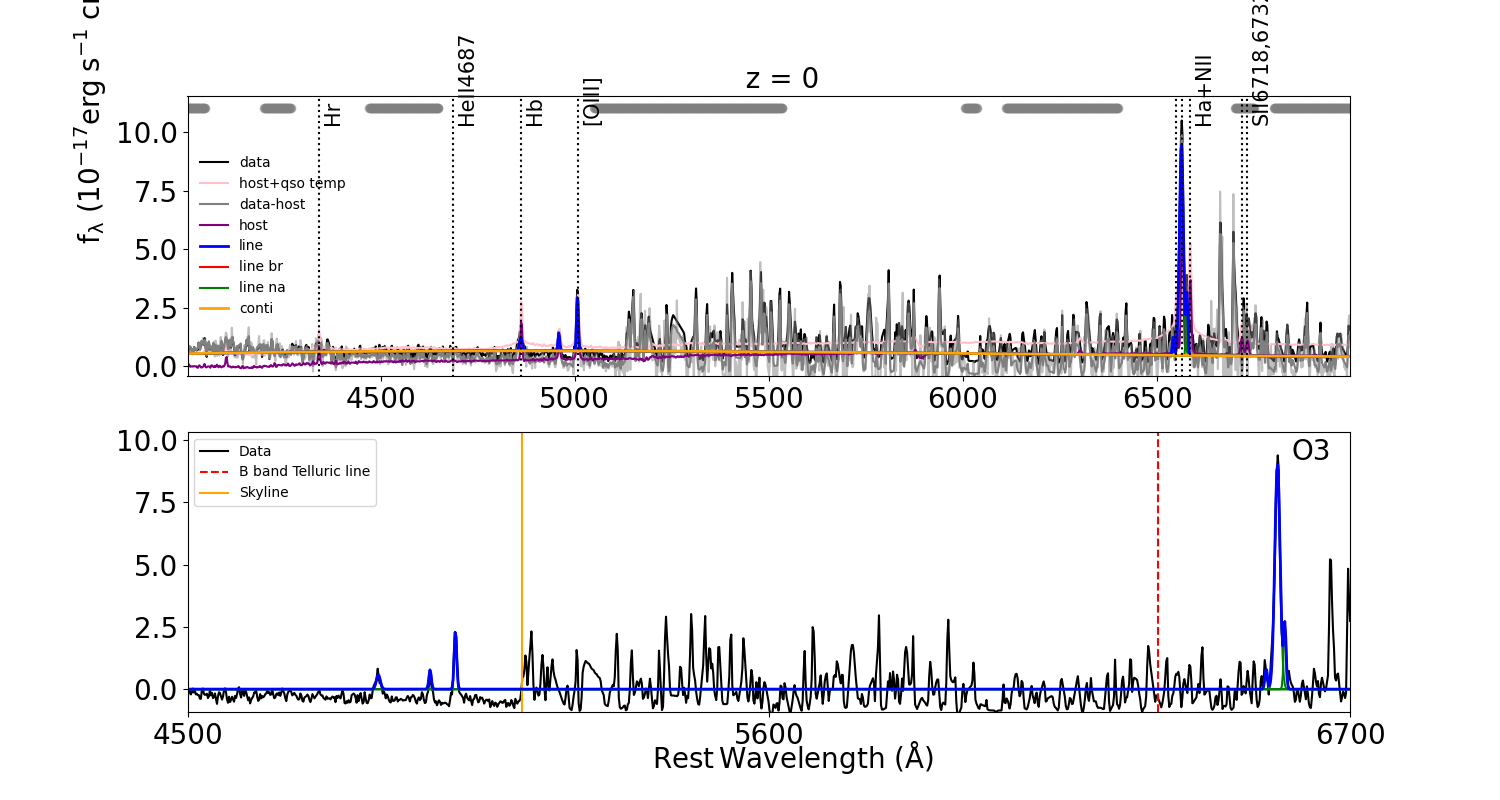 z = 0
Hr
HeII4687
Hb
[OIII]
Ha+NII
SII6718,6732
fλ (10−17erg s−1 c
10.0
7.5
5.0
2.5
0.0
data
host+qso temp
data-host
host
line
line br
line na
conti
4500
5000
5500
6000
6500
10.0
7.5
5.0
2.5
0.0
Data
B band Telluric line
Skyline
O3
4500
5600
6700
Rest Wavelength (Å)